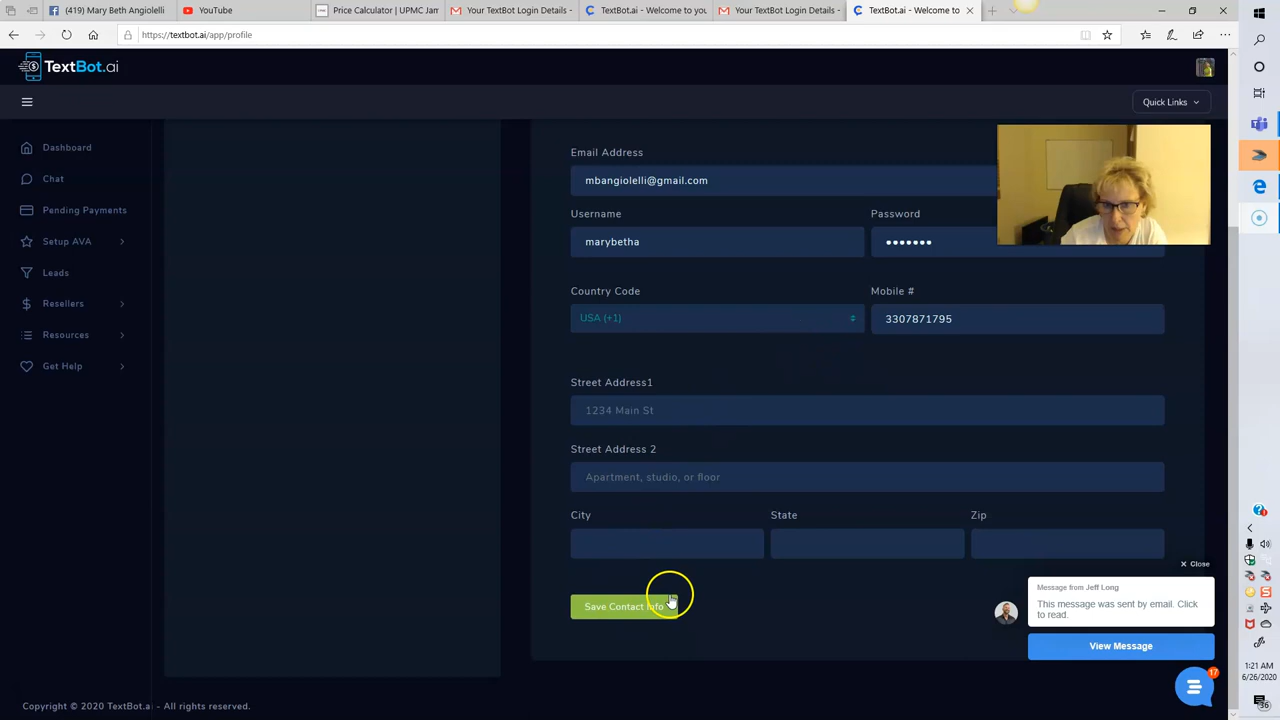 (419) Mary Beth Angiolelli
YouTube
Price Calculator | UPMC Jam
Your TextBot Login Details -
TextBot.ai - Welcome to you
Your TextBot Login Details -
TextBot.ai - Welcome to
https://textbot.ai/app/profile
TextBot.ai
Quick Links
Dashboard
Chat
Pending Payments
Setup AVA
Leads
Resellers
Resources
Get Help
Email Address
mbangiolelli@gmail.com
Username
Password
marybetha
•••••••
Country Code
Mobile #
USA (+1)
3307871795
Street Address1
1234 Main St
Street Address 2
Apartment, studio, or floor
City
State
Zip
Save Contact Info
Close
Message from Jeff Long
This message was sent by email. Click
to read.
View Message
17
1:21 AM
6/26/2020
36
Copyright © 2020 TextBot.ai - All rights reserved.